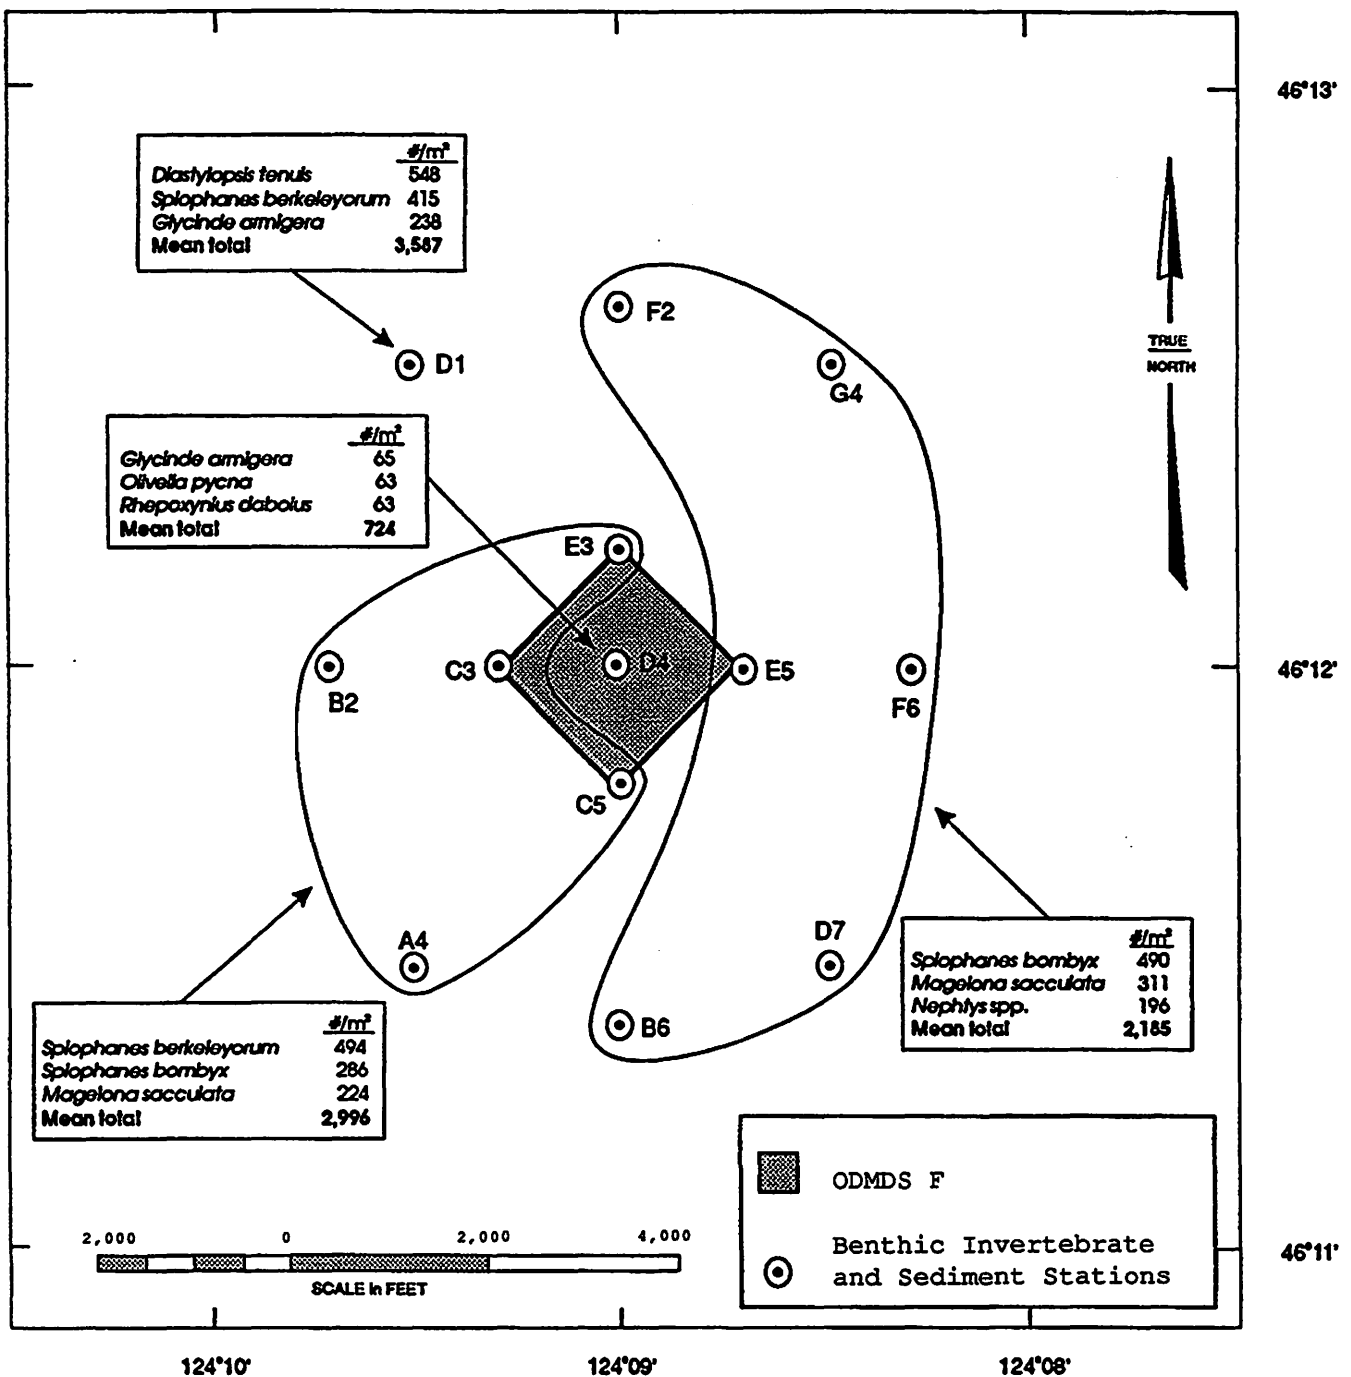 46°13'
#/m²
Diastylopsis tenuis 548
Spiophanes berkeleyorum 415
Glycinde armigera 238
Mean total 3,587
F2
TRUE
NORTH
D1
G4
#/m²
Glycinde armigera 65
Olivella pycna 63
Rhepoxynius daboius 63
Mean total 724
E3
C3
D4
E5
46°12'
B2
F6
C5
A4
D7
#/m²
Spiophanes bombyx 490
Magelona sacculata 311
Nephtys spp. 196
Mean total 2,185
#/m²
Spiophanes berkeleyorum 494
Spiophanes bombyx 286
Magelona sacculata 224
Mean total 2,996
B6
ODMDS F
2,000 0 2,000 4,000
SCALE in FEET
Benthic Invertebrate
and Sediment Stations
46°11'
124°10' 124°09' 124°08'